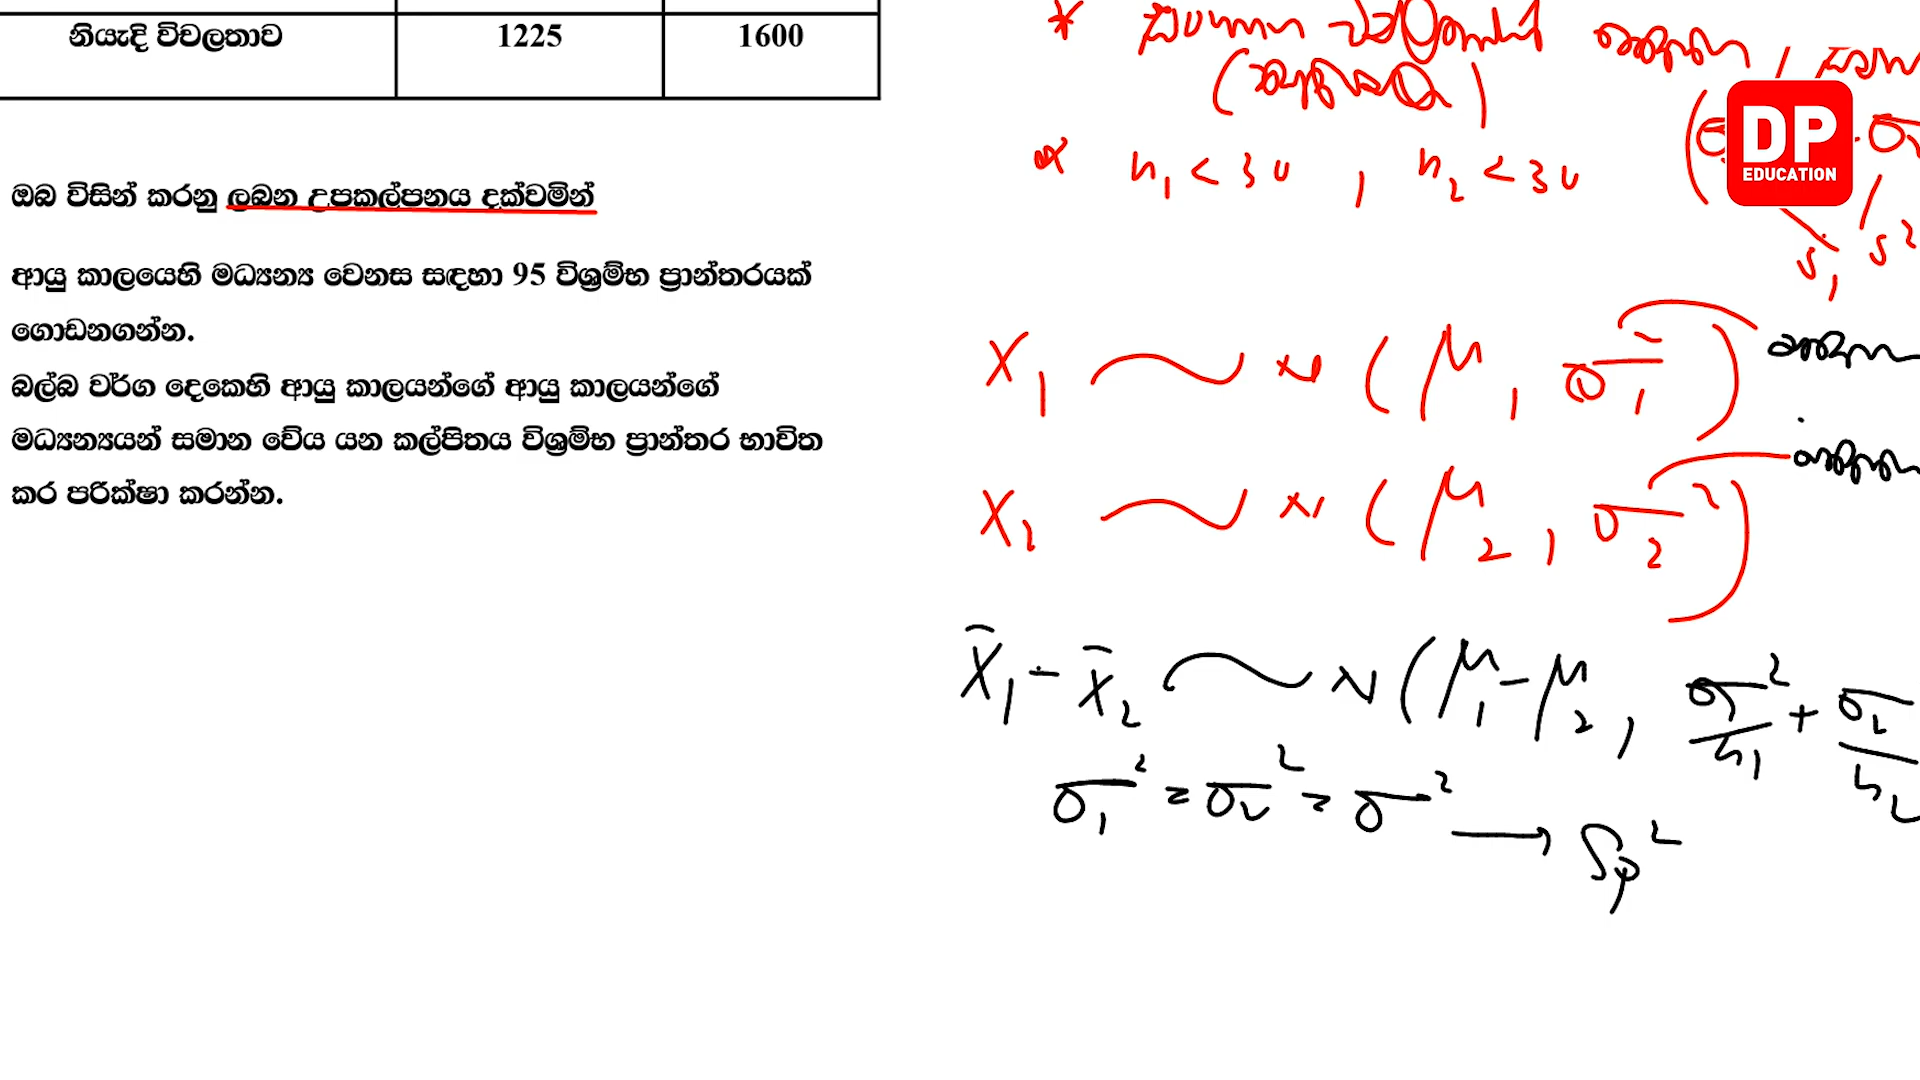 නියැදි විචලතාව 1225 1600
ඔබ විසින් කරනු ලබන උපකල්පනය දක්වමින්
ආයු කාලයෙහි මධ්‍යන්‍ය වෙනස සඳහා 95 විශ්‍රම්භ ප්‍රාන්තරයක්
ගොඩනගන්න.
බල්බ වර්ග දෙකෙහි ආයු කාලයන්ගේ ආයු කාලයන්ගේ
මධ්‍යන්‍යයන් සමාන වේය යන කල්පිතය විශ්‍රම්භ ප්‍රාන්තර භාවිත
කර පරික්ෂා කරන්න.
DP
EDUCATION
n₁ < 30 , n₂ < 30
S₁ S²
X₁ ~ N (μ₁, σ₁²)
X₂ ~ N (μ₂, σ₂²)
X̄₁ - X̄₂ ~ N (μ₁ - μ₂, σ₁²/n₁ + σ₂/n₂
σ₁² = σ₂² = σ² → Sp²